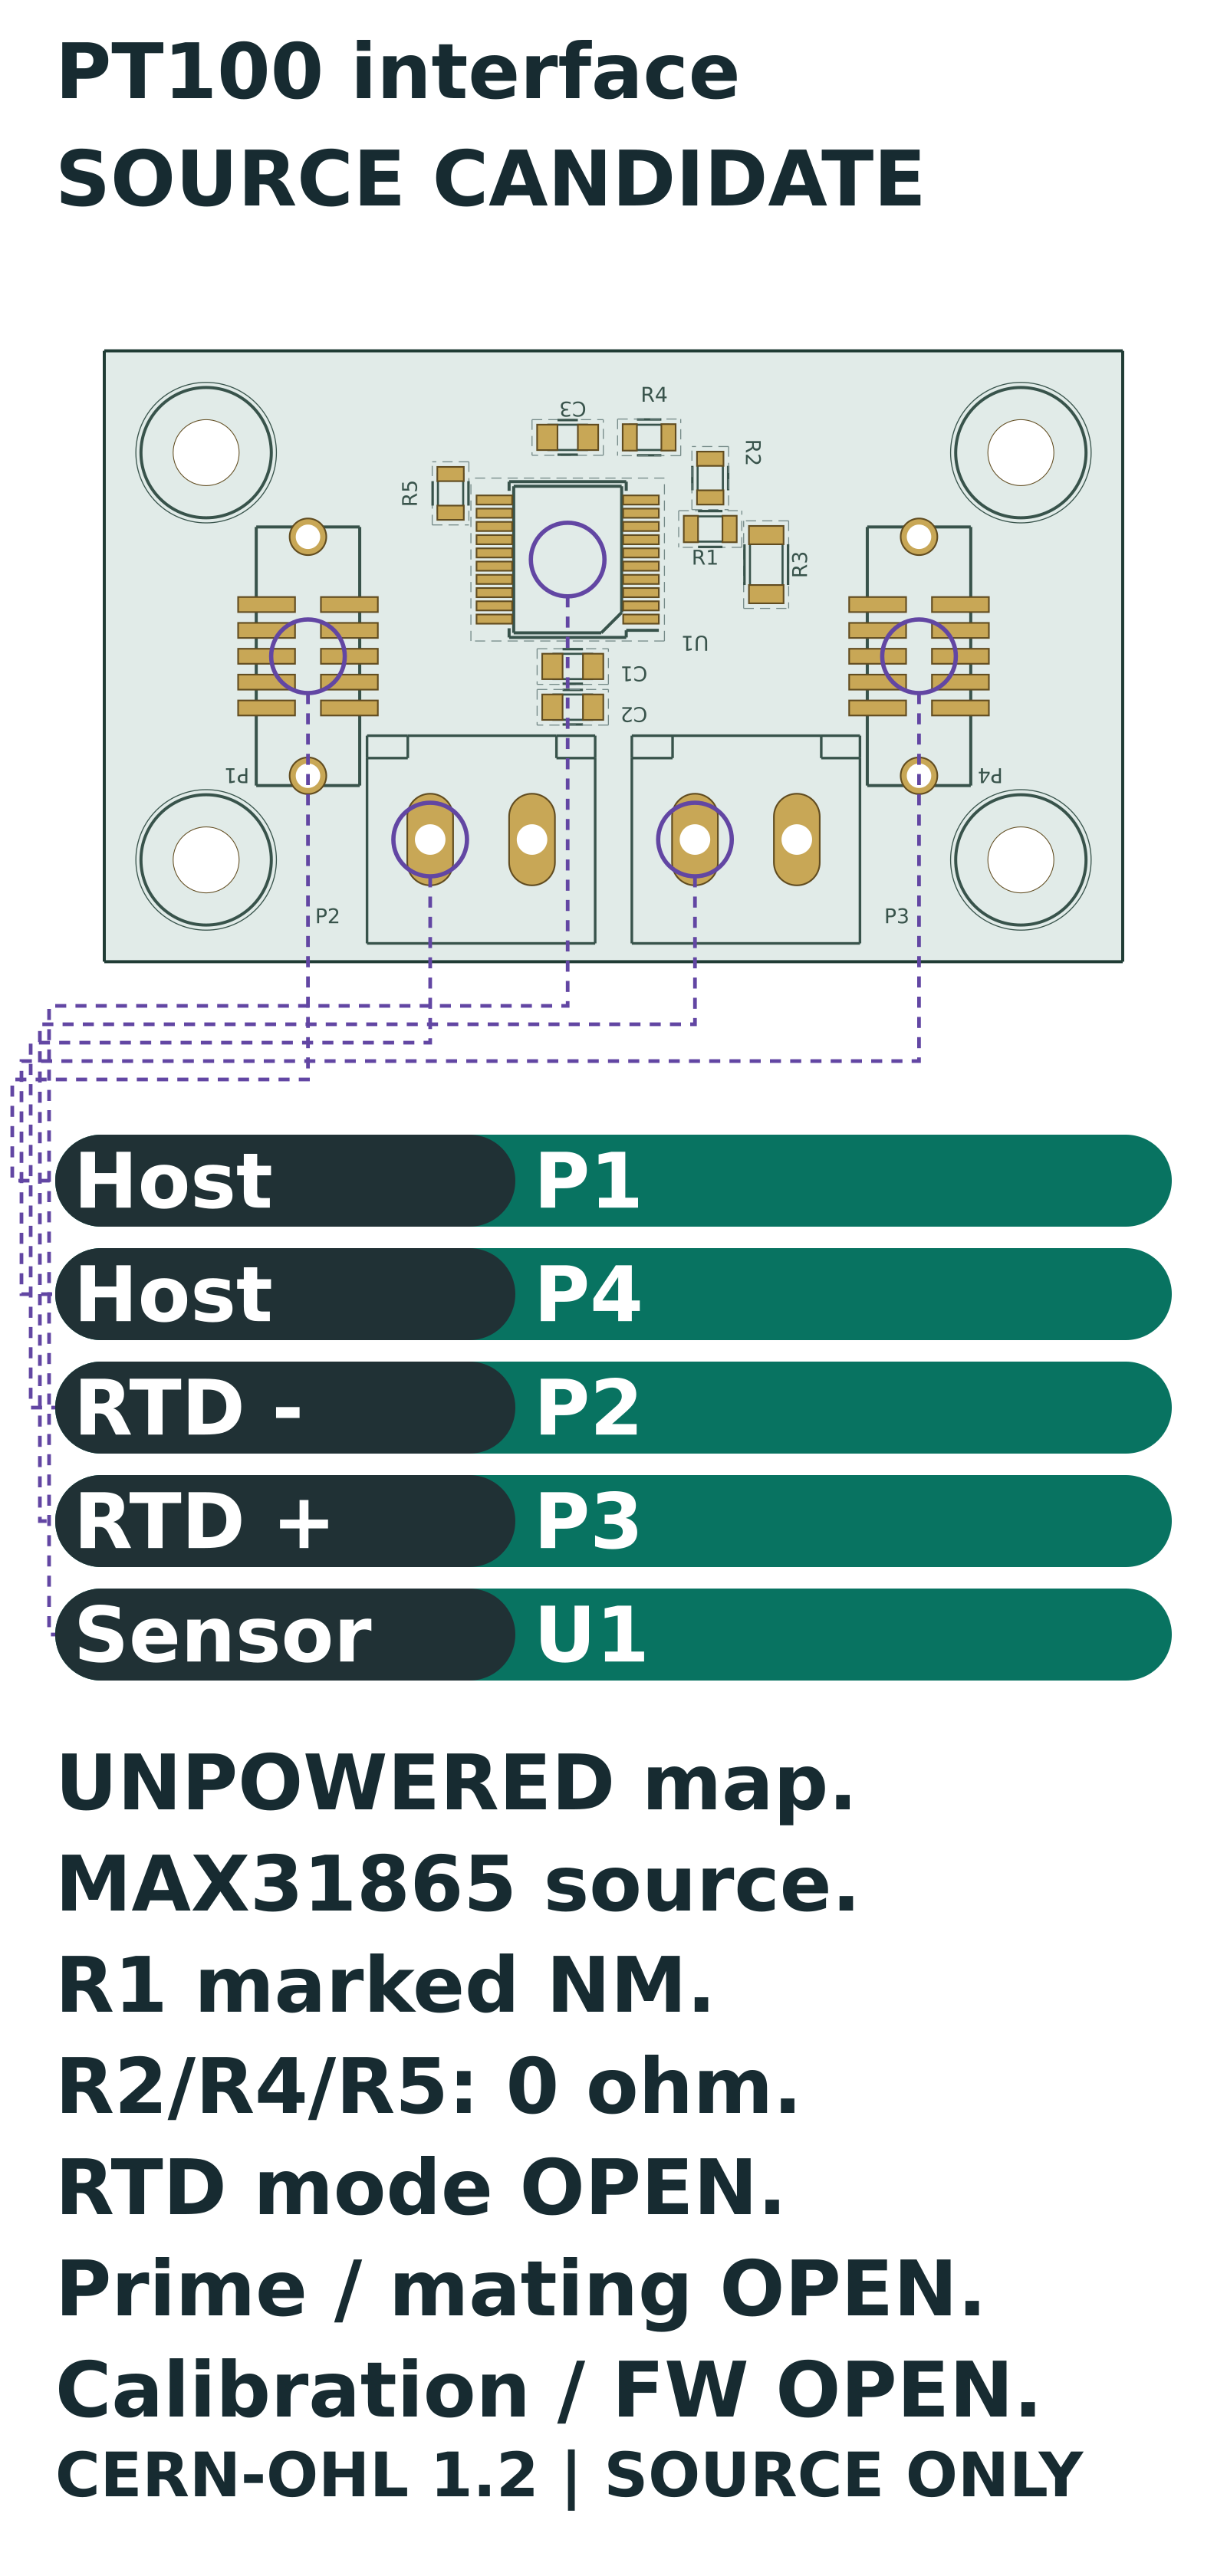 PT100 interface
SOURCE CANDIDATE
R4
C3
R2
R5
R1
R3
U1
C1
C2
P1
P4
P2
P3
Host P1
Host P4
RTD - P2
RTD + P3
Sensor U1
UNPOWERED map.
MAX31865 source.
R1 marked NM.
R2/R4/R5: 0 ohm.
RTD mode OPEN.
Prime / mating OPEN.
Calibration / FW OPEN.
CERN-OHL 1.2 | SOURCE ONLY